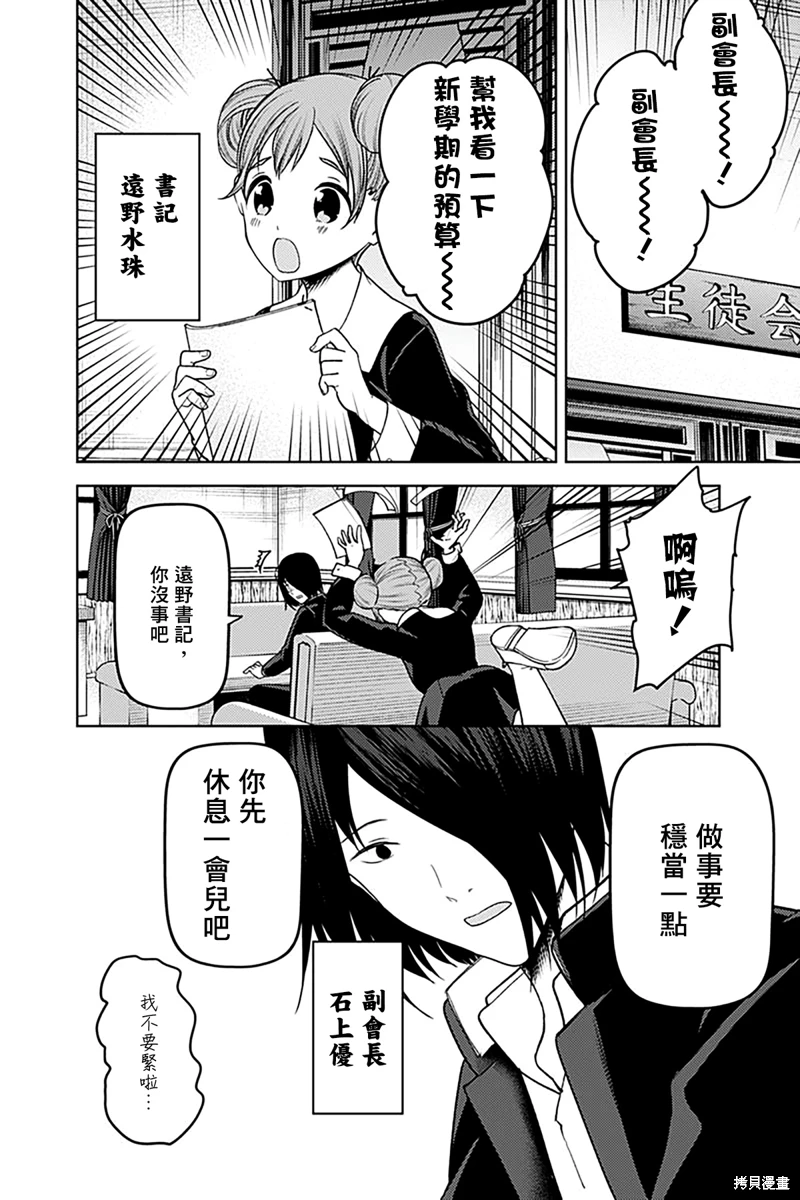 副會長～～～！
副會長～～～！
生徒会
幫我看一下
新學期的預算～～～
書記
遠野水珠
啊嗚！
遠野書記，
你沒事吧
做事要
穩當一點
你先
休息一會兒吧
副會長
石上優
我不要緊啦…
拷貝漫畫